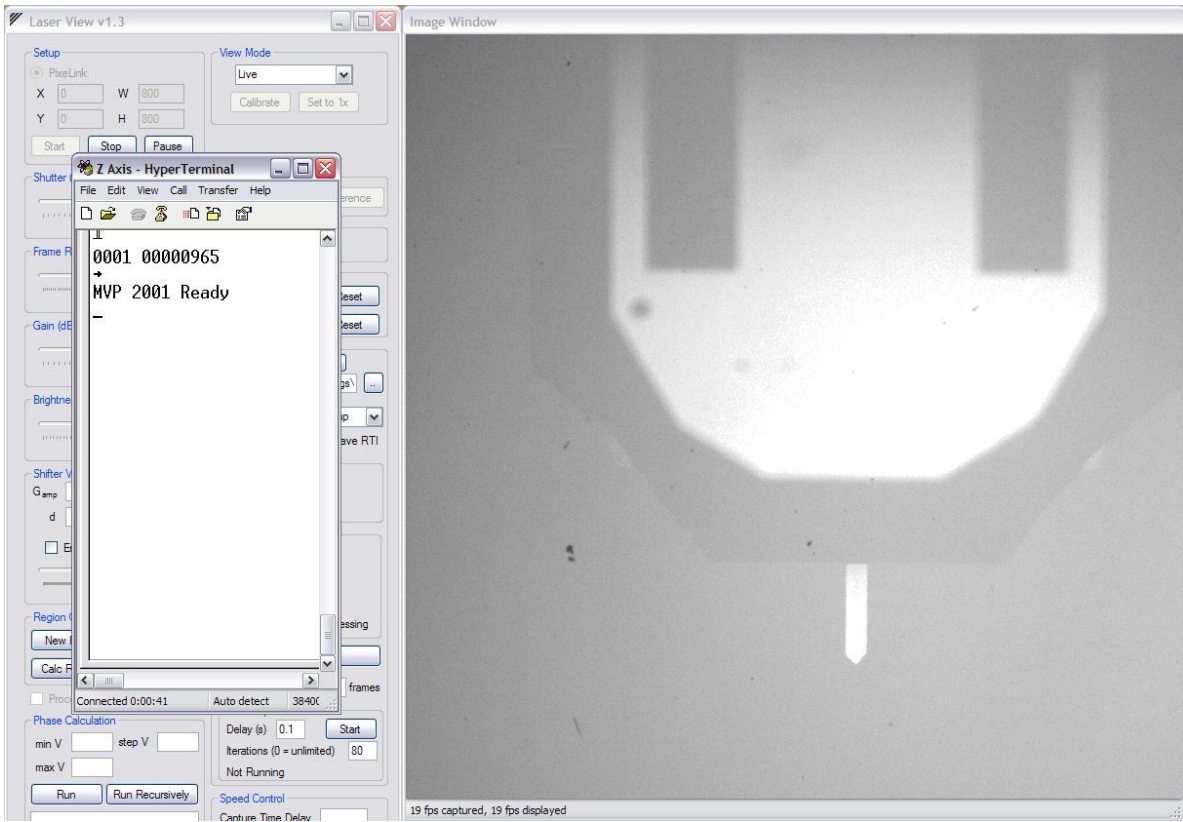 Laser View v1.3
Setup
PixeLink
X 0 W 800
Y 0 H 800
Start Stop Pause
View Mode
Live
Calibrate Set to 1x
Shutter
Frame R
Gain (dB
Brightne
Shifter V
G amp
d
Region
New
Calc R
Proc
Phase Calculation
min V step V
max V
Run Run Recursively
erence
Reset
Reset
gs\ ..
ave RTI
essing
frames
Delay (s) 0.1 Start
Iterations (0 = unlimited) 80
Not Running
Speed Control
Capture Time Delay
Z Axis - HyperTerminal
File Edit View Call Transfer Help
0001 00000965
MVP 2001 Ready
Connected 0:00:41 Auto detect 38400
Image Window
19 fps captured, 19 fps displayed